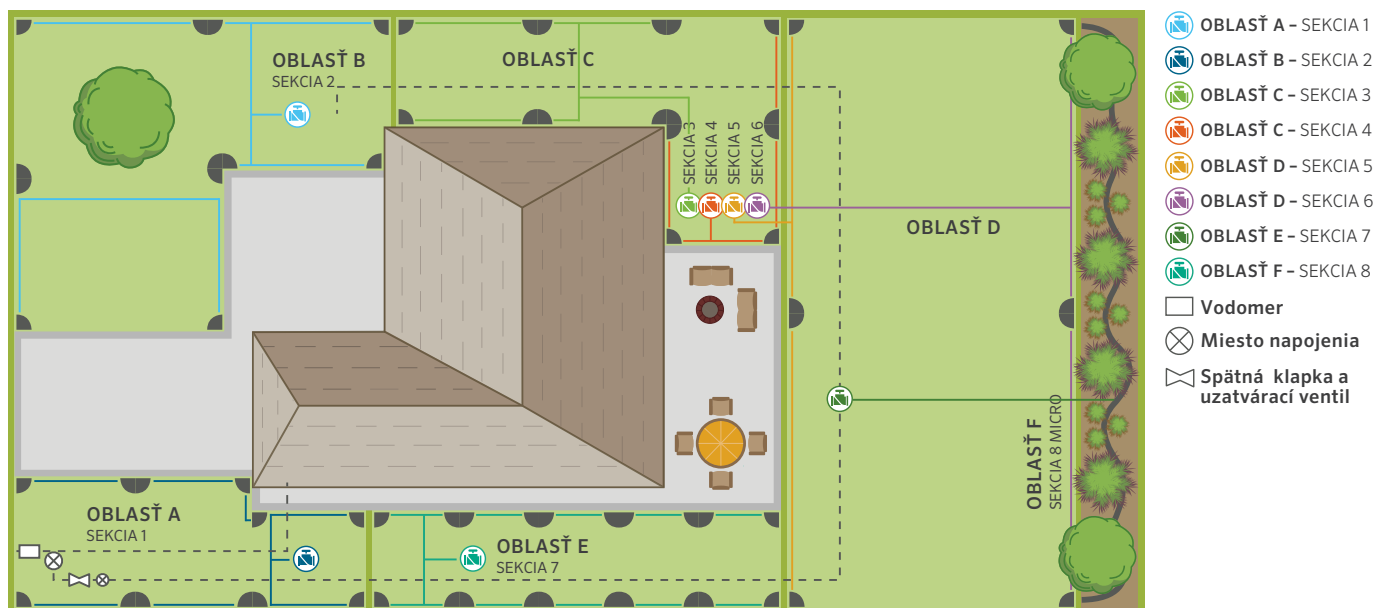 OBLASŤ B
SEKCIA 2
OBLASŤ C
SEKCIA 3
SEKCIA 4
SEKCIA 5
SEKCIA 6
OBLASŤ D
OBLASŤ F
SEKCIA 8 MICRO
OBLASŤ A
SEKCIA 1
OBLASŤ E
SEKCIA 7
OBLASŤ A – SEKCIA 1
OBLASŤ B – SEKCIA 2
OBLASŤ C – SEKCIA 3
OBLASŤ C – SEKCIA 4
OBLASŤ D – SEKCIA 5
OBLASŤ D – SEKCIA 6
OBLASŤ E – SEKCIA 7
OBLASŤ F – SEKCIA 8
Vodomer
Miesto napojenia
Spätná klapka a
uzatvárací ventil